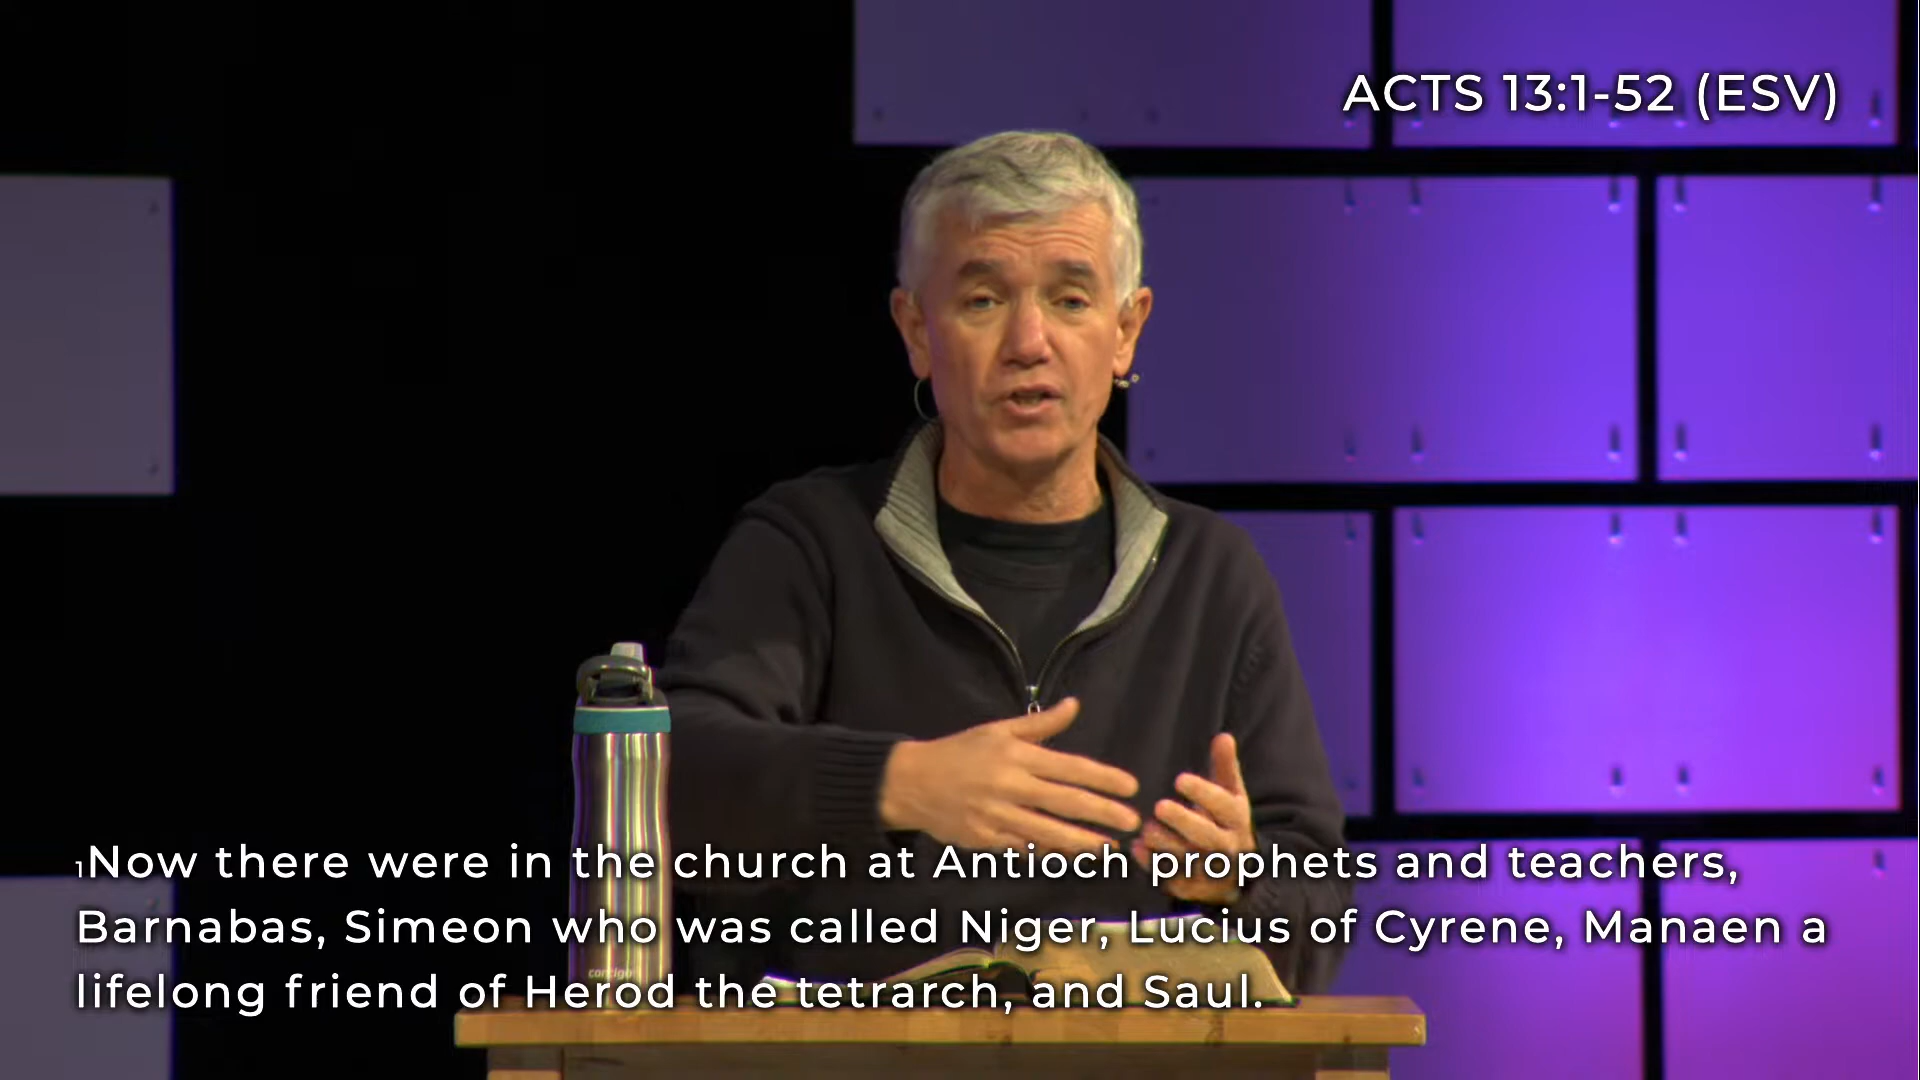 ACTS 13:1-52 (ESV)
1Now there were in the church at Antioch prophets and teachers,
Barnabas, Simeon who was called Niger, Lucius of Cyrene, Manaen a
lifelong friend of Herod the tetrarch, and Saul.
contigo